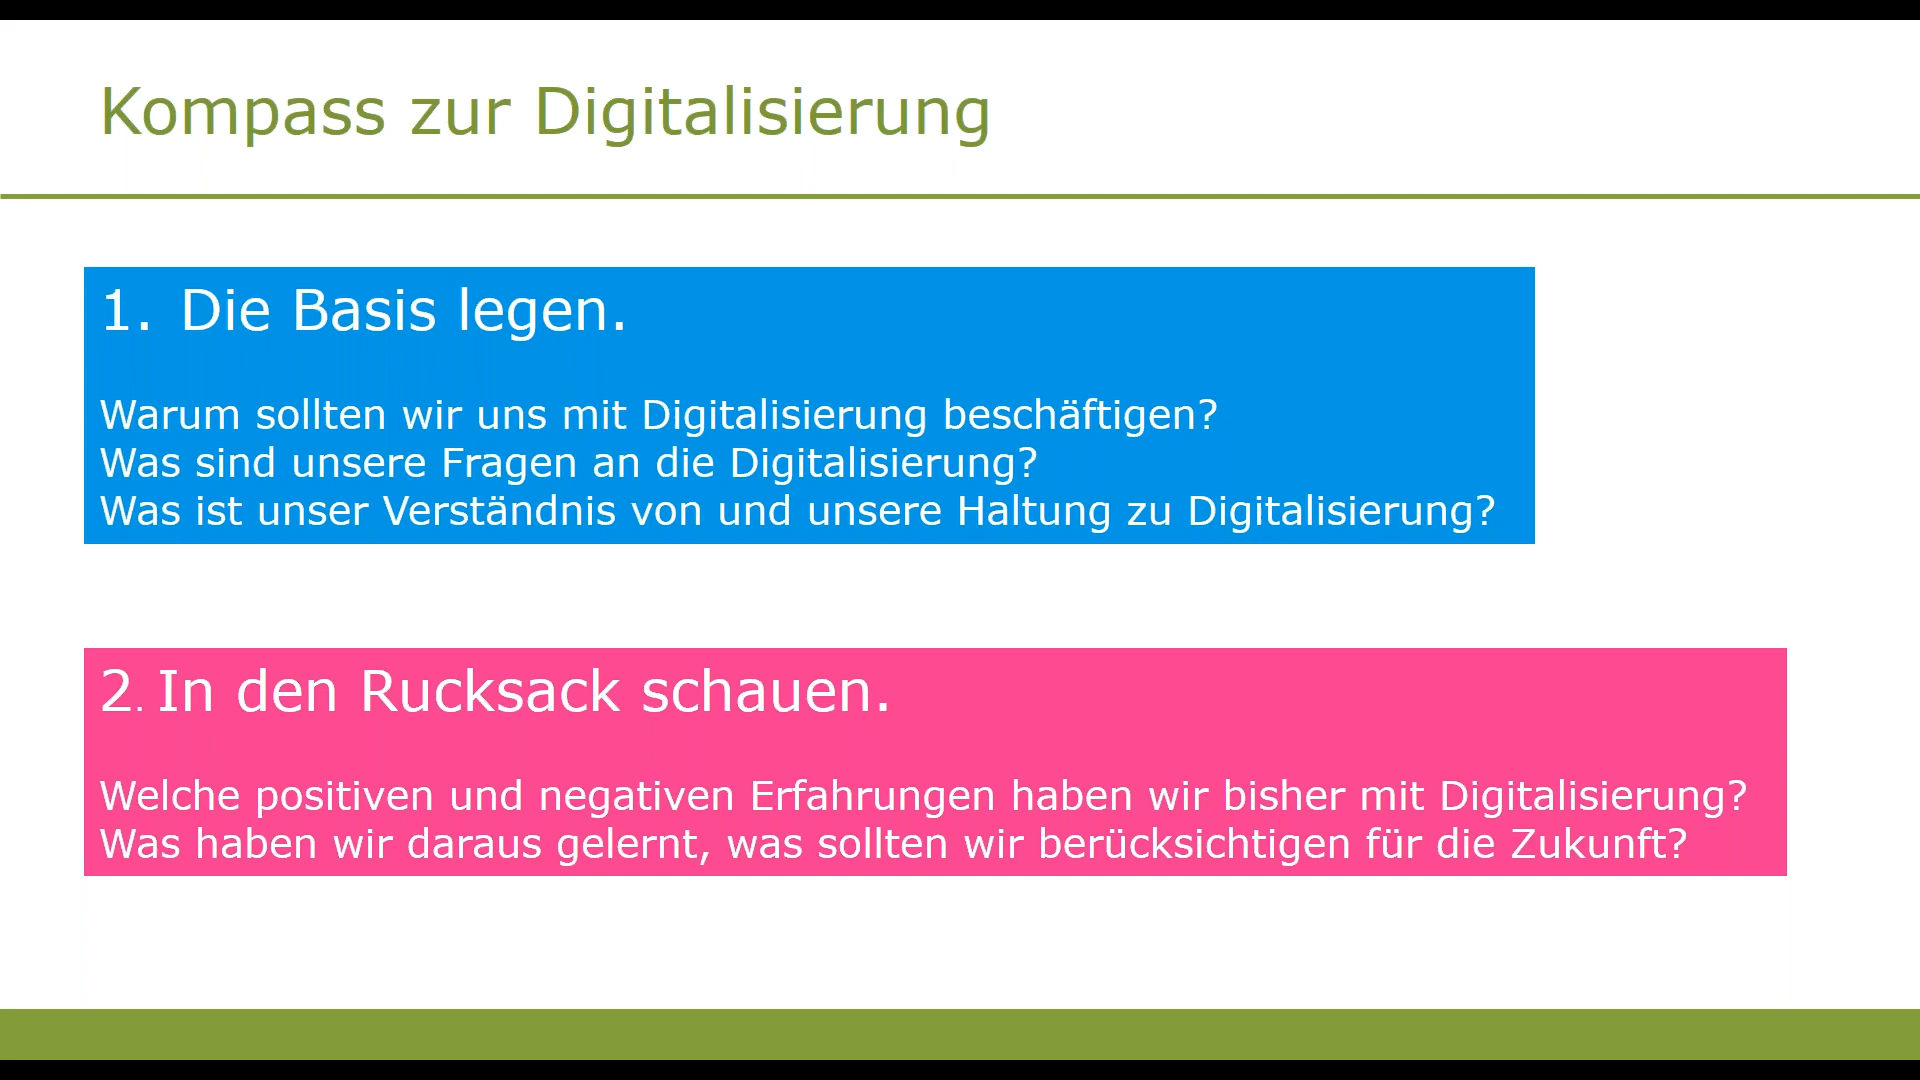 Kompass zur Digitalisierung
1. Die Basis legen.
Warum sollten wir uns mit Digitalisierung beschäftigen?
Was sind unsere Fragen an die Digitalisierung?
Was ist unser Verständnis von und unsere Haltung zu Digitalisierung?
2. In den Rucksack schauen.
Welche positiven und negativen Erfahrungen haben wir bisher mit Digitalisierung?
Was haben wir daraus gelernt, was sollten wir berücksichtigen für die Zukunft?